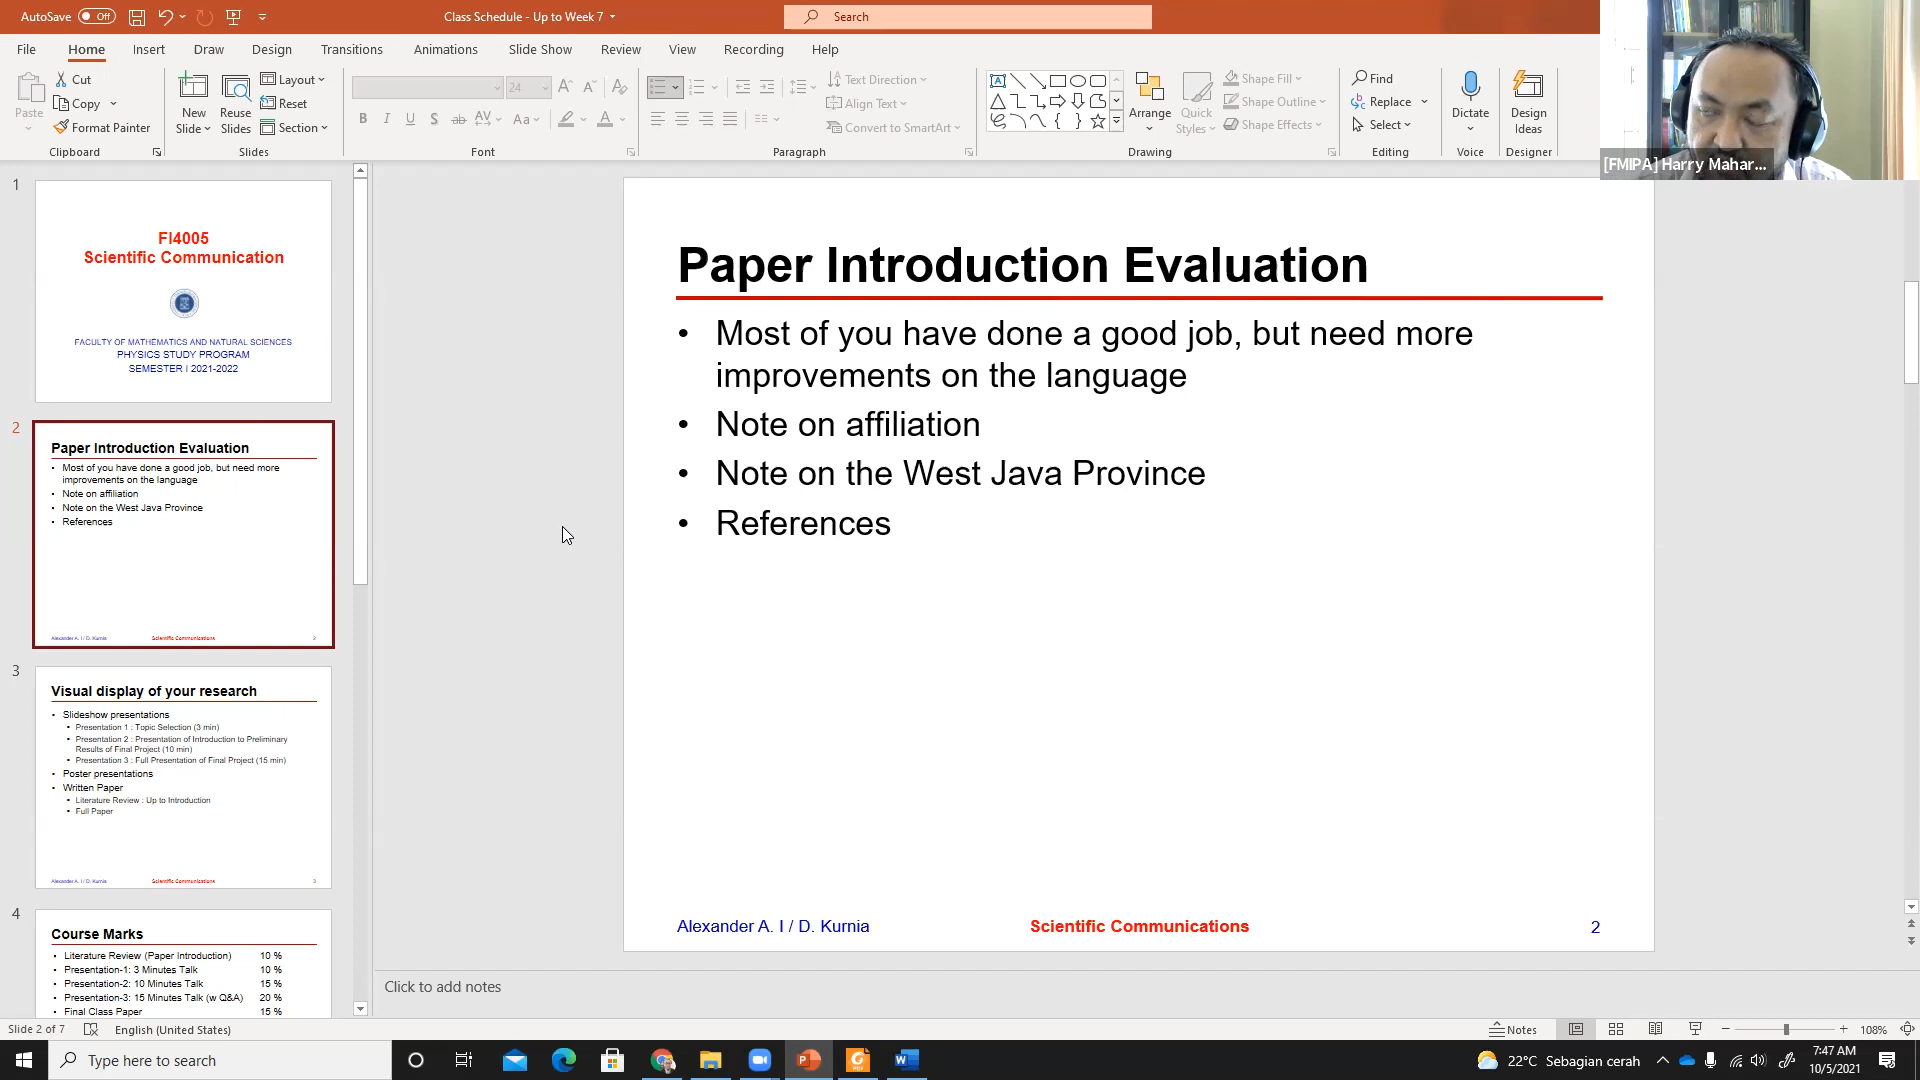 AutoSave Off
Class Schedule - Up to Week 7
Search
File Home Insert Draw Design Transitions Animations Slide Show Review View Recording Help
Paste
Cut
Copy
Format Painter
Clipboard
New Slide
Reuse Slides
Layout
Reset
Section
Slides
24
Font
Text Direction
Align Text
Convert to SmartArt
Paragraph
Arrange
Quick Styles
Shape Fill
Shape Outline
Shape Effects
Drawing
Find
Replace
Select
Editing
Dictate
Voice
Design Ideas
Designer
[FMIPA] Harry Mahar...
1
FI4005
Scientific Communication
FACULTY OF MATHEMATICS AND NATURAL SCIENCES
PHYSICS STUDY PROGRAM
SEMESTER I 2021-2022
2
Paper Introduction Evaluation
• Most of you have done a good job, but need more
improvements on the language
• Note on affiliation
• Note on the West Java Province
• References
Alexander A. I / D. Kurnia Scientific Communications 2
3
Visual display of your research
• Slideshow presentations
• Presentation 1 : Topic Selection (3 min)
• Presentation 2 : Presentation of Introduction to Preliminary
Results of Final Project (10 min)
• Presentation 3 : Full Presentation of Final Project (15 min)
• Poster presentations
• Written Paper
• Literature Review : Up to Introduction
• Full Paper
Alexander A. I / D. Kurnia Scientific Communications 3
4
Course Marks
• Literature Review (Paper Introduction) 10 %
• Presentation-1: 3 Minutes Talk 10 %
• Presentation-2: 10 Minutes Talk 15 %
• Presentation-3: 15 Minutes Talk (w Q&A) 20 %
• Final Class Paper 15 %
Paper Introduction Evaluation
• Most of you have done a good job, but need more
improvements on the language
• Note on affiliation
• Note on the West Java Province
• References
Alexander A. I / D. Kurnia Scientific Communications 2
Click to add notes
Slide 2 of 7 English (United States) Notes 108%
Type here to search
22°C Sebagian cerah
7:47 AM
10/5/2021